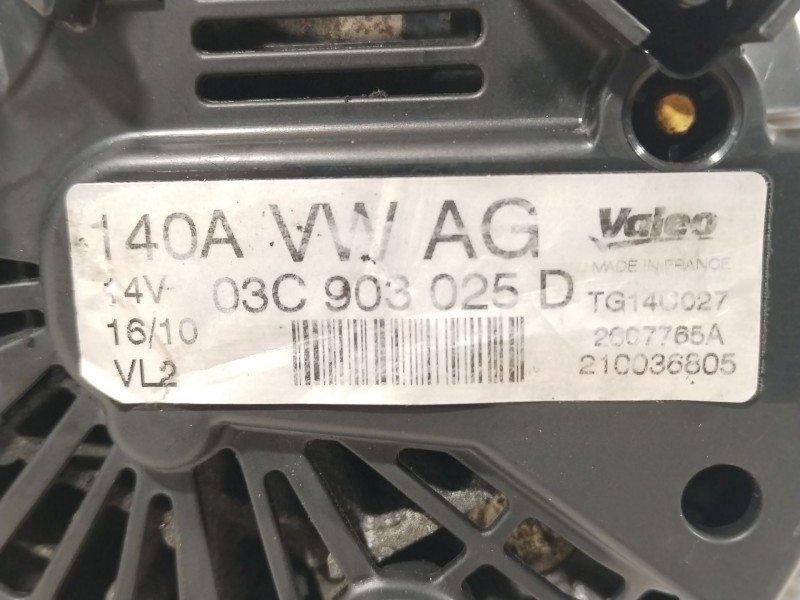 140A VW AG Valeo
MADE IN FRANCE
14V 03C 903 025 D TG14C027
16/10 2607765A
VL2 210036805